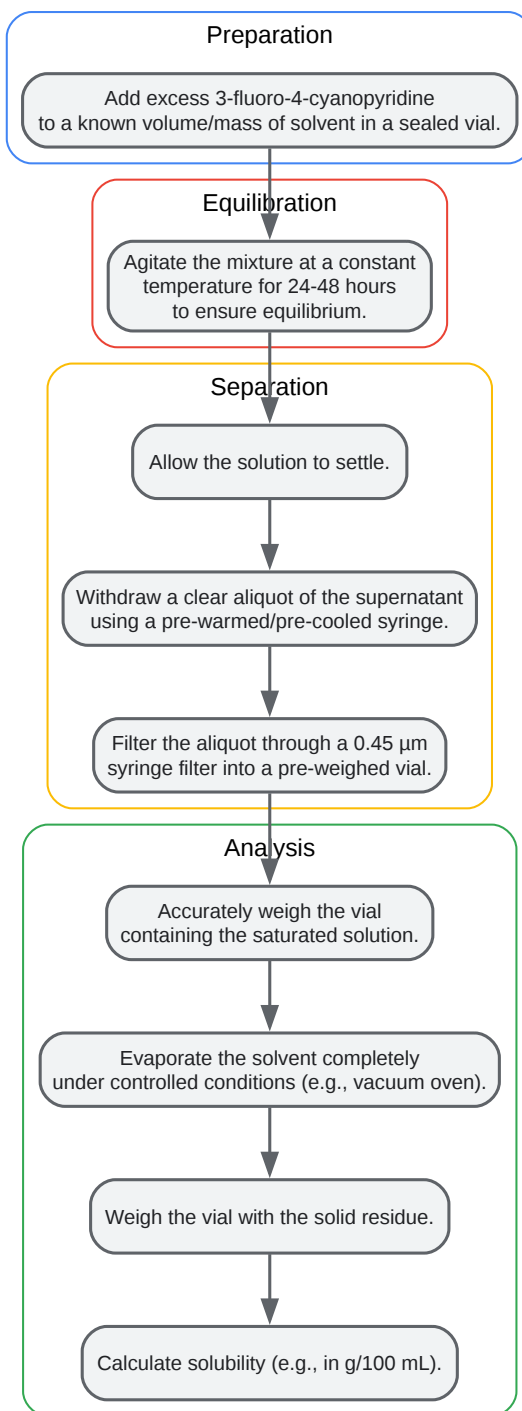 Preparation
Add excess 3-fluoro-4-cyanopyridine
to a known volume/mass of solvent in a sealed vial.
Equilibration
Agitate the mixture at a constant
temperature for 24-48 hours
to ensure equilibrium.
Separation
Allow the solution to settle.
Withdraw a clear aliquot of the supernatant
using a pre-warmed/pre-cooled syringe.
Filter the aliquot through a 0.45 µm
syringe filter into a pre-weighed vial.
Analysis
Accurately weigh the vial
containing the saturated solution.
Evaporate the solvent completely
under controlled conditions (e.g., vacuum oven).
Weigh the vial with the solid residue.
Calculate solubility (e.g., in g/100 mL).